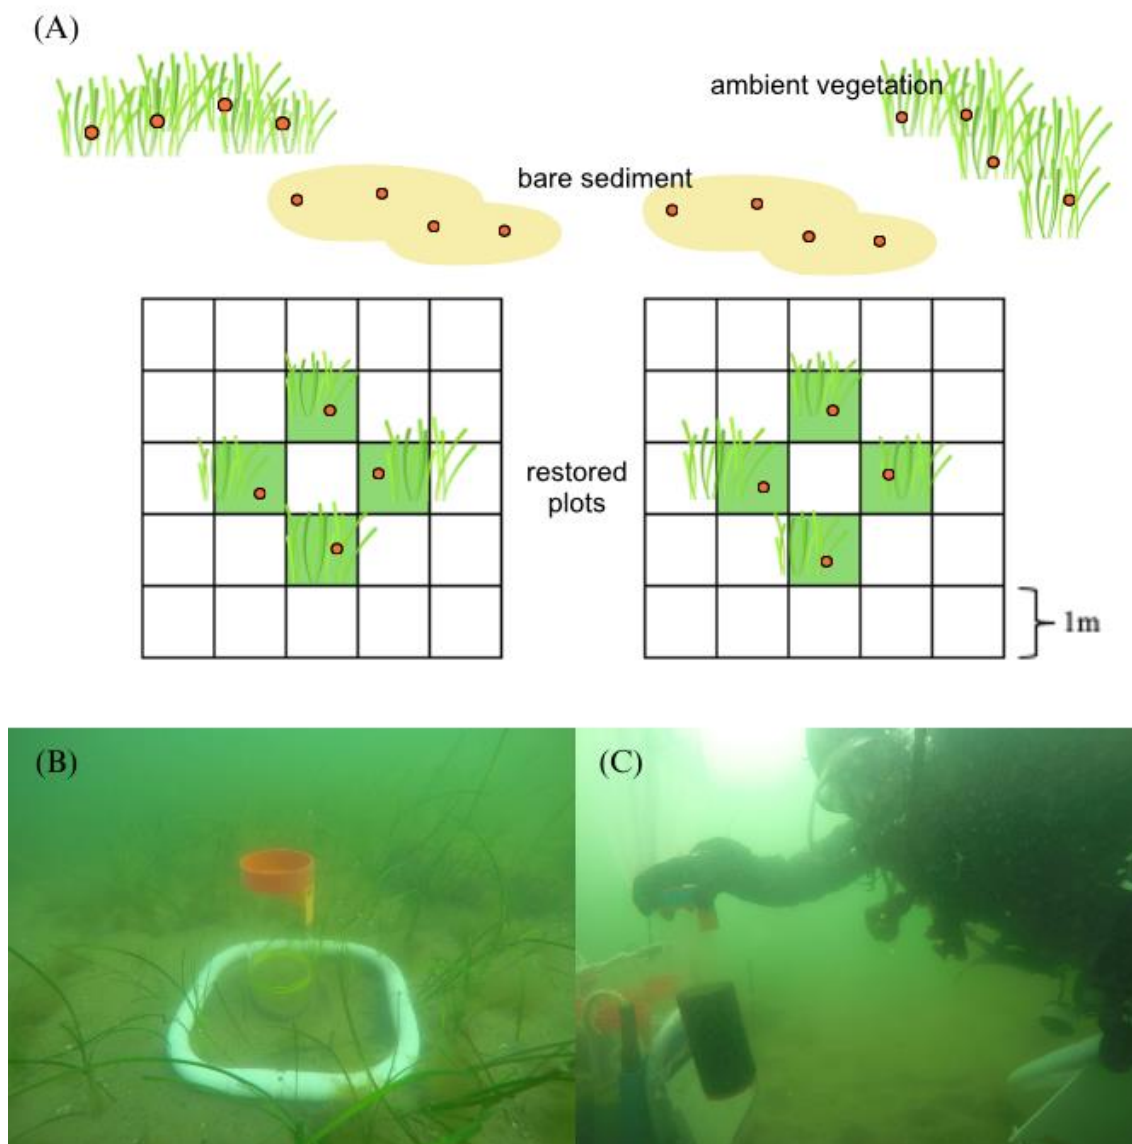 (A)
ambient vegetation
bare sediment
restored
plots
1m
(B)
(C)